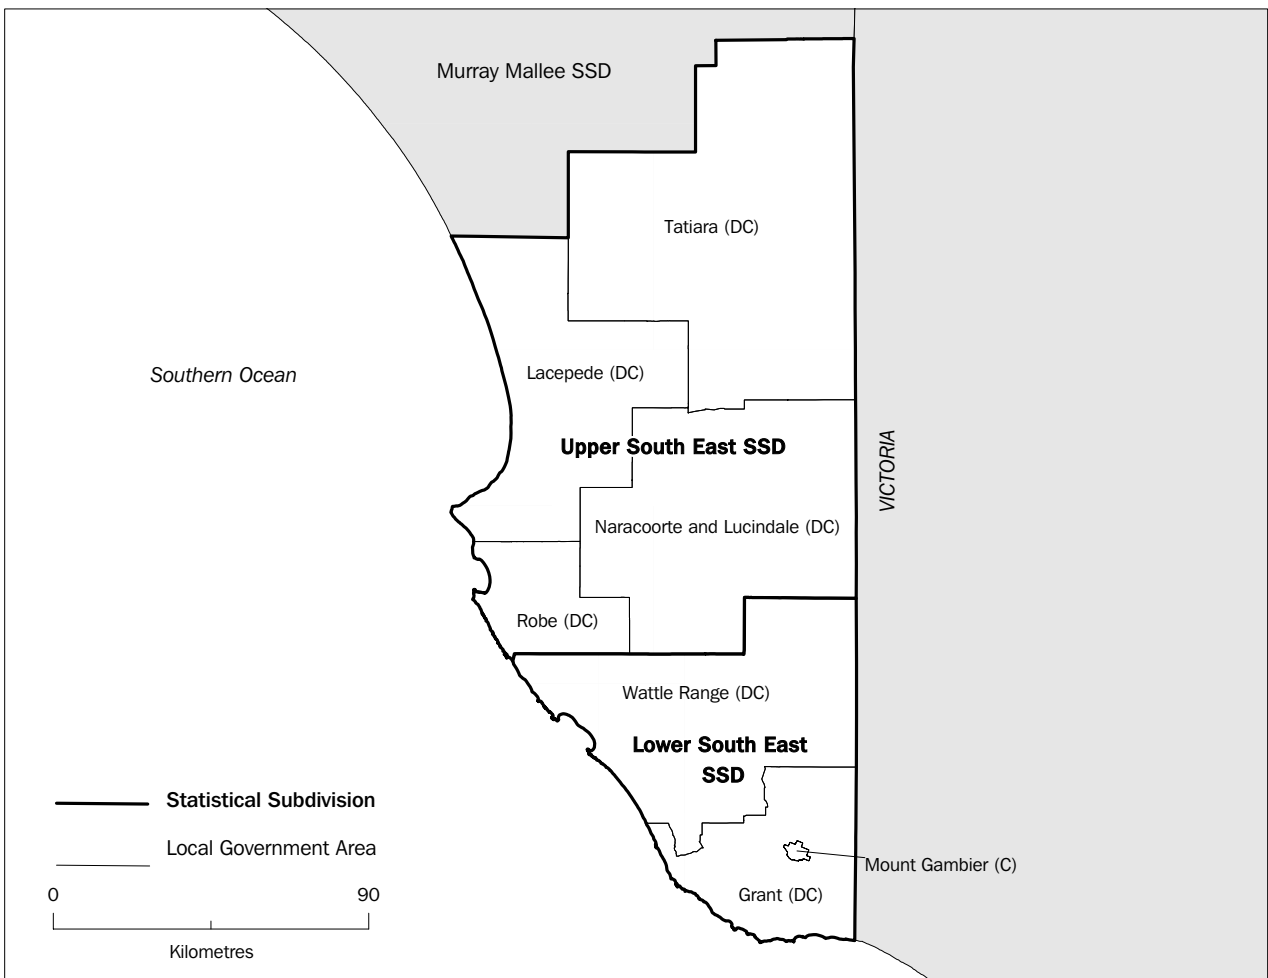 Murray Mallee SSD
Tatiara (DC)
Southern Ocean
Lacepede (DC)
Upper South East SSD
VICTORIA
Naracoorte and Lucindale (DC)
Robe (DC)
Wattle Range (DC)
Lower South East
SSD
Statistical Subdivision
Local Government Area
Mount Gambier (C)
Grant (DC)
0 90
Kilometres